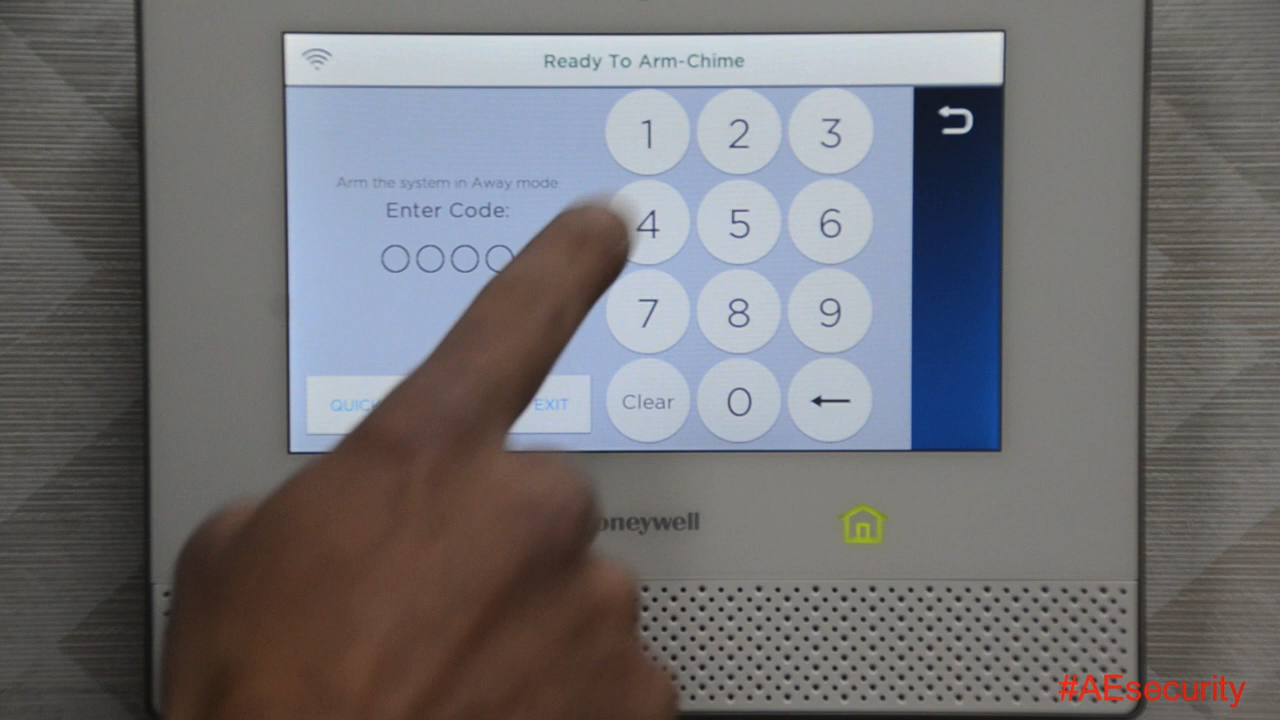 Ready To Arm-Chime
1 2 3
Arm the system in Away mode
Enter Code:
4 5 6
7 8 9
EXIT
Clear 0
#AEsecurity